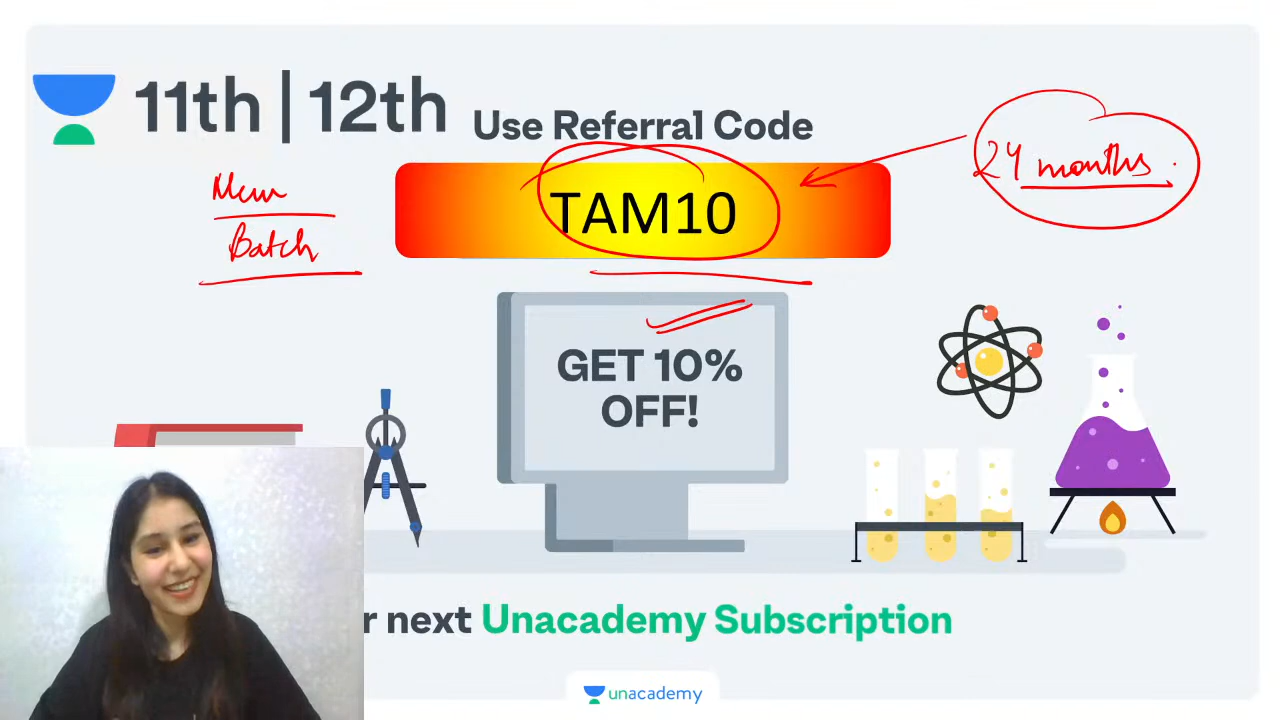 11th | 12th
Use Referral Code
24 months
TAM10
New
Batch
GET 10%
OFF!
r next Unacademy Subscription
unacademy